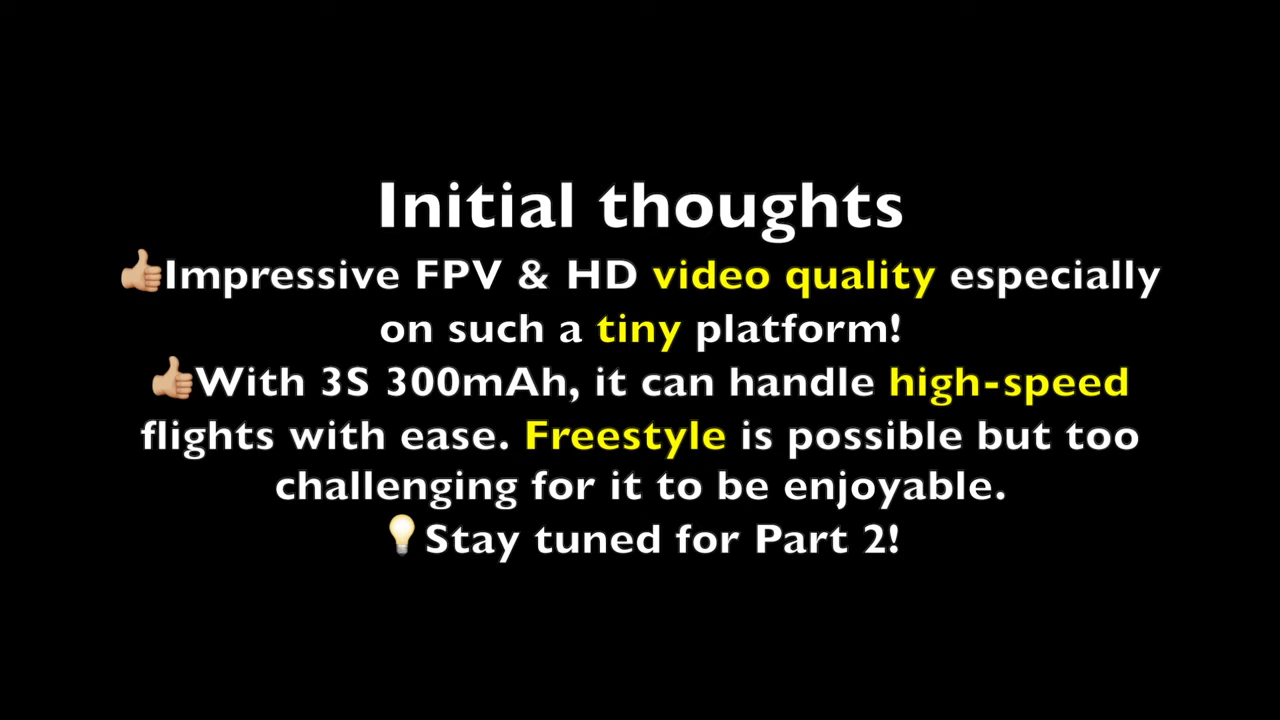 Initial thoughts
👍🏼Impressive FPV & HD video quality especially
on such a tiny platform!
👍🏼With 3S 300mAh, it can handle high-speed
flights with ease. Freestyle is possible but too
challenging for it to be enjoyable.
💡Stay tuned for Part 2!